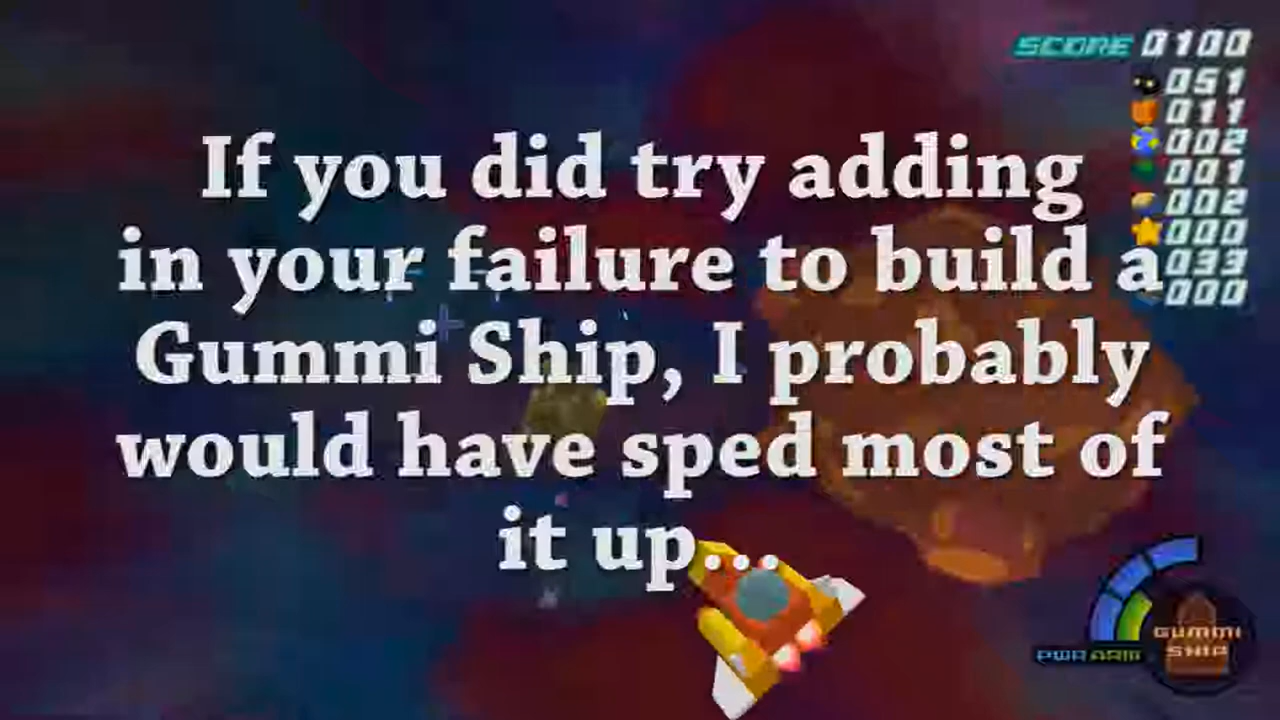 SCORE 0100
051
011
002
001
002
000
033
000
If you did try adding
in your failure to build a
Gummi Ship, I probably
would have sped most of
it up...
GUMMI
SHIP
PWR ARM